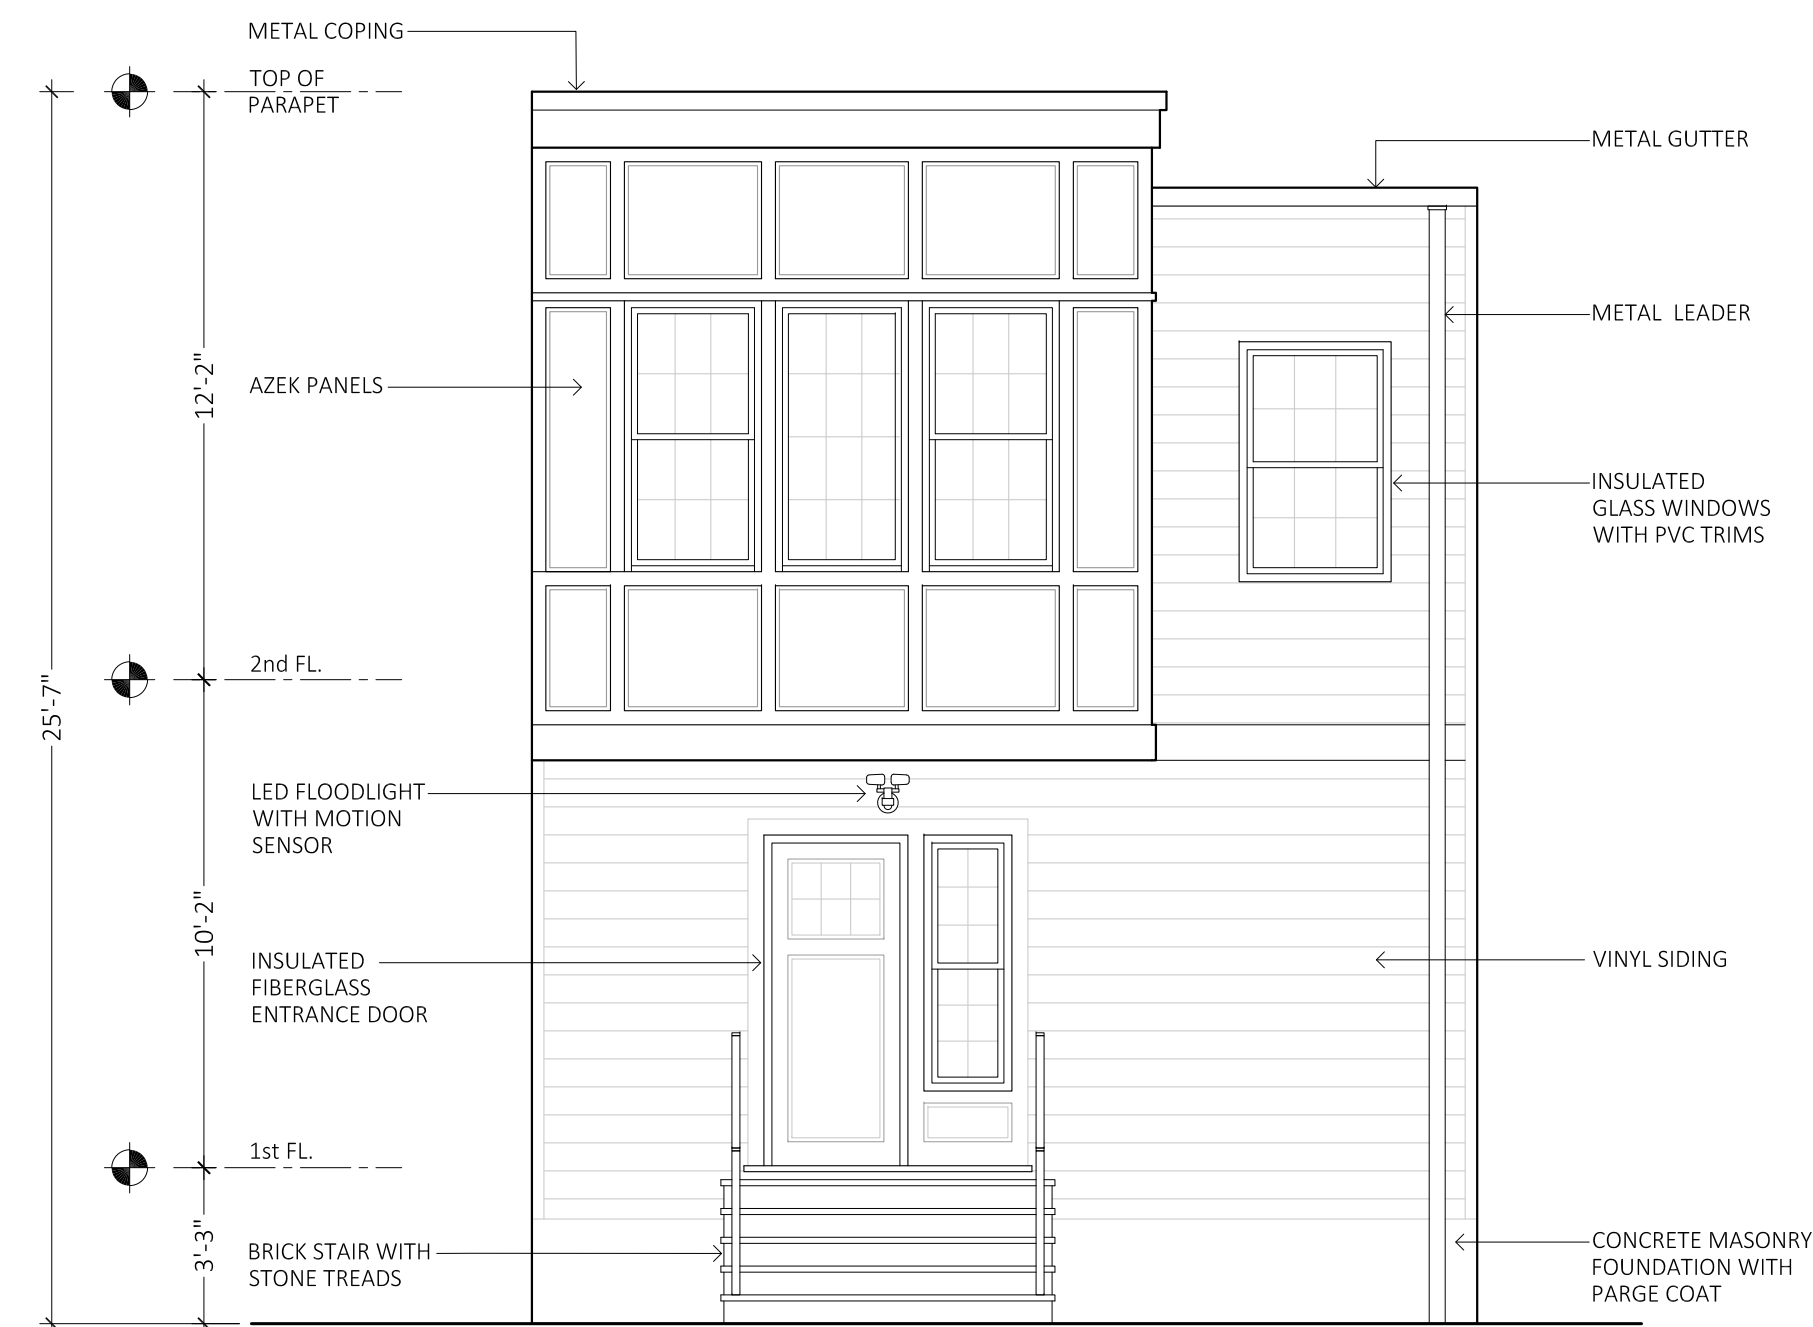 METAL COPING
TOP OF
PARAPET
METAL GUTTER
METAL LEADER
12'-2"
AZEK PANELS
INSULATED
GLASS WINDOWS
WITH PVC TRIMS
2nd FL.
25'-7"
LED FLOODLIGHT
WITH MOTION
SENSOR
10'-2"
INSULATED
FIBERGLASS
ENTRANCE DOOR
VINYL SIDING
1st FL.
3'-3"
BRICK STAIR WITH
STONE TREADS
CONCRETE MASONRY
FOUNDATION WITH
PARGE COAT